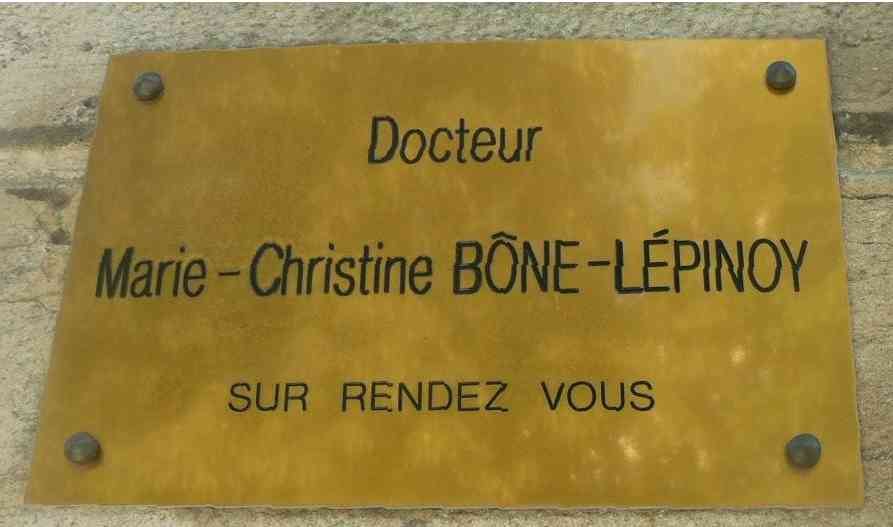 Docteur
Marie-Christine BÔNE-LÉPINOY
SUR RENDEZ VOUS